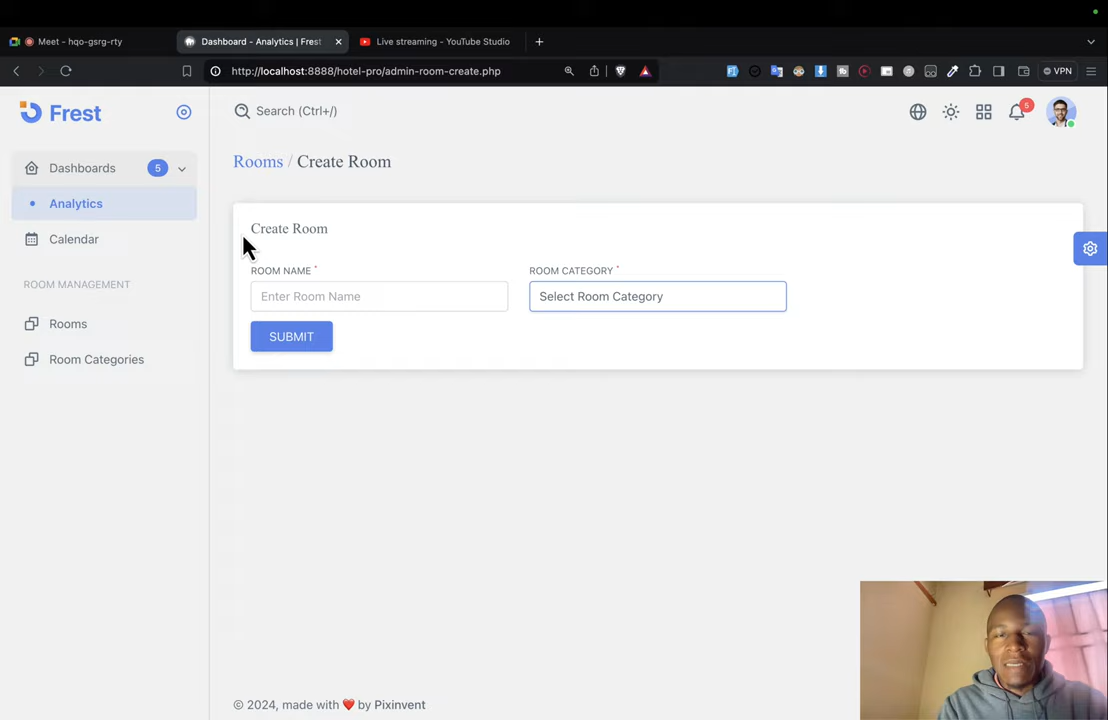 Meet - hqo-gsrg-rty
Dashboard - Analytics | Frest
Live streaming - YouTube Studio
http://localhost:8888/hotel-pro/admin-room-create.php
VPN
Frest
Search (Ctrl+/)
5
Dashboards 5
Analytics
Calendar
ROOM MANAGEMENT
Rooms
Room Categories
Rooms / Create Room
Create Room
ROOM NAME *
ROOM CATEGORY *
Enter Room Name
Select Room Category
SUBMIT
© 2024, made with ❤️ by Pixinvent